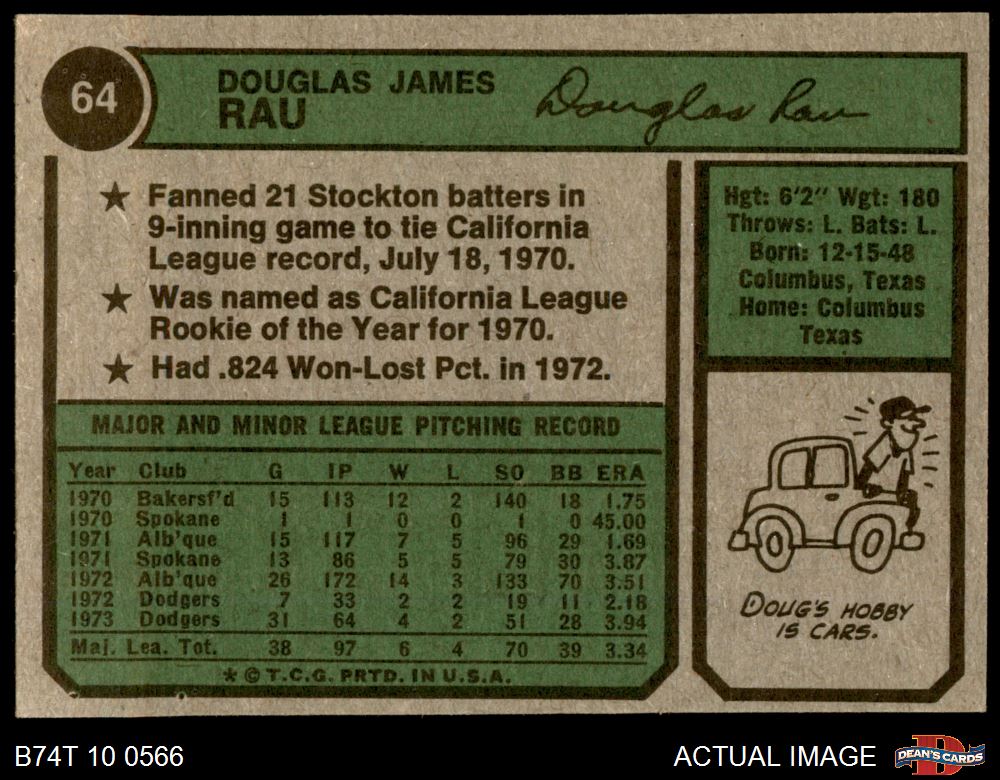 64
DOUGLAS JAMES
RAU
Douglas Rau
★ Fanned 21 Stockton batters in
9-inning game to tie California
League record, July 18, 1970.
★ Was named as California League
Rookie of the Year for 1970.
★ Had .824 Won-Lost Pct. in 1972.
Hgt: 6'2" Wgt: 180
Throws: L. Bats: L.
Born: 12-15-48
Columbus, Texas
Home: Columbus
Texas
MAJOR AND MINOR LEAGUE PITCHING RECORD
Year Club G IP W L SO BB ERA
1970 Bakersf'd 15 113 12 2 140 18 1.75
1970 Spokane 1 1 0 0 1 0 45.00
1971 Alb'que 15 117 7 5 96 29 1.69
1971 Spokane 13 86 5 5 79 30 3.87
1972 Alb'que 26 172 14 3 133 70 3.51
1972 Dodgers 7 33 2 2 19 11 2.18
1973 Dodgers 31 64 4 2 51 28 3.94
Maj. Lea. Tot. 38 97 6 4 70 39 3.34
* © T.C.G. PRTD. IN U.S.A.
DOUG'S HOBBY
IS CARS.
B74T 10 0566
ACTUAL IMAGE
DEAN'S CARDS